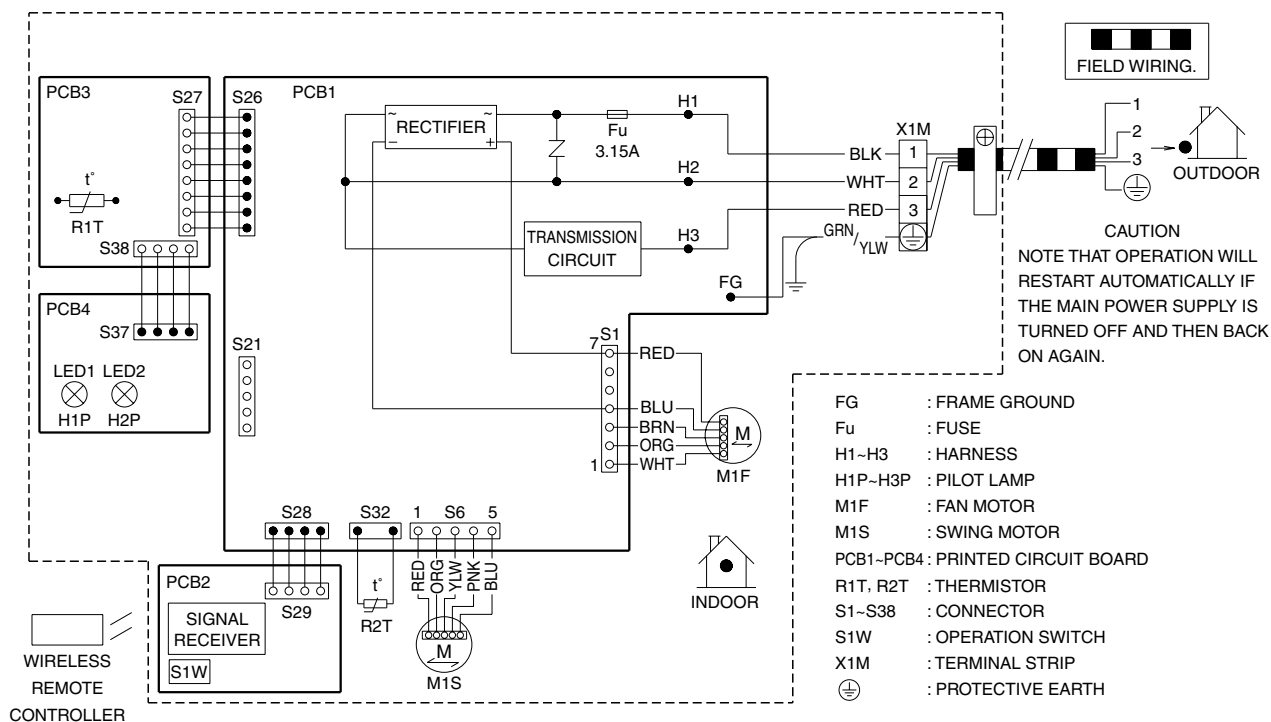 FIELD WIRING.
PCB3
S27
S26
PCB1
H1
RECTIFIER
~
~
−
+
Fu
3.15A
X1M
1
2
3
OUTDOOR
BLK
1
H2
WHT
2
t°
R1T
RED
3
TRANSMISSION
CIRCUIT
H3
GRN/YLW
S38
FG
CAUTION
NOTE THAT OPERATION WILL
RESTART AUTOMATICALLY IF
THE MAIN POWER SUPPLY IS
TURNED OFF AND THEN BACK
ON AGAIN.
PCB4
S37
LED1 LED2
H1P H2P
S21
7
S1
RED
BLU
BRN
ORG
WHT
1
M
M1F
FG : FRAME GROUND
Fu : FUSE
H1~H3 : HARNESS
H1P~H3P : PILOT LAMP
M1F : FAN MOTOR
M1S : SWING MOTOR
PCB1~PCB4 : PRINTED CIRCUIT BOARD
R1T, R2T : THERMISTOR
S1~S38 : CONNECTOR
S1W : OPERATION SWITCH
X1M : TERMINAL STRIP
: PROTECTIVE EARTH
S28
S32
1 S6 5
RED
ORG
YLW
PNK
BLU
PCB2
S29
SIGNAL
RECEIVER
S1W
t°
R2T
M
M1S
INDOOR
WIRELESS
REMOTE
CONTROLLER